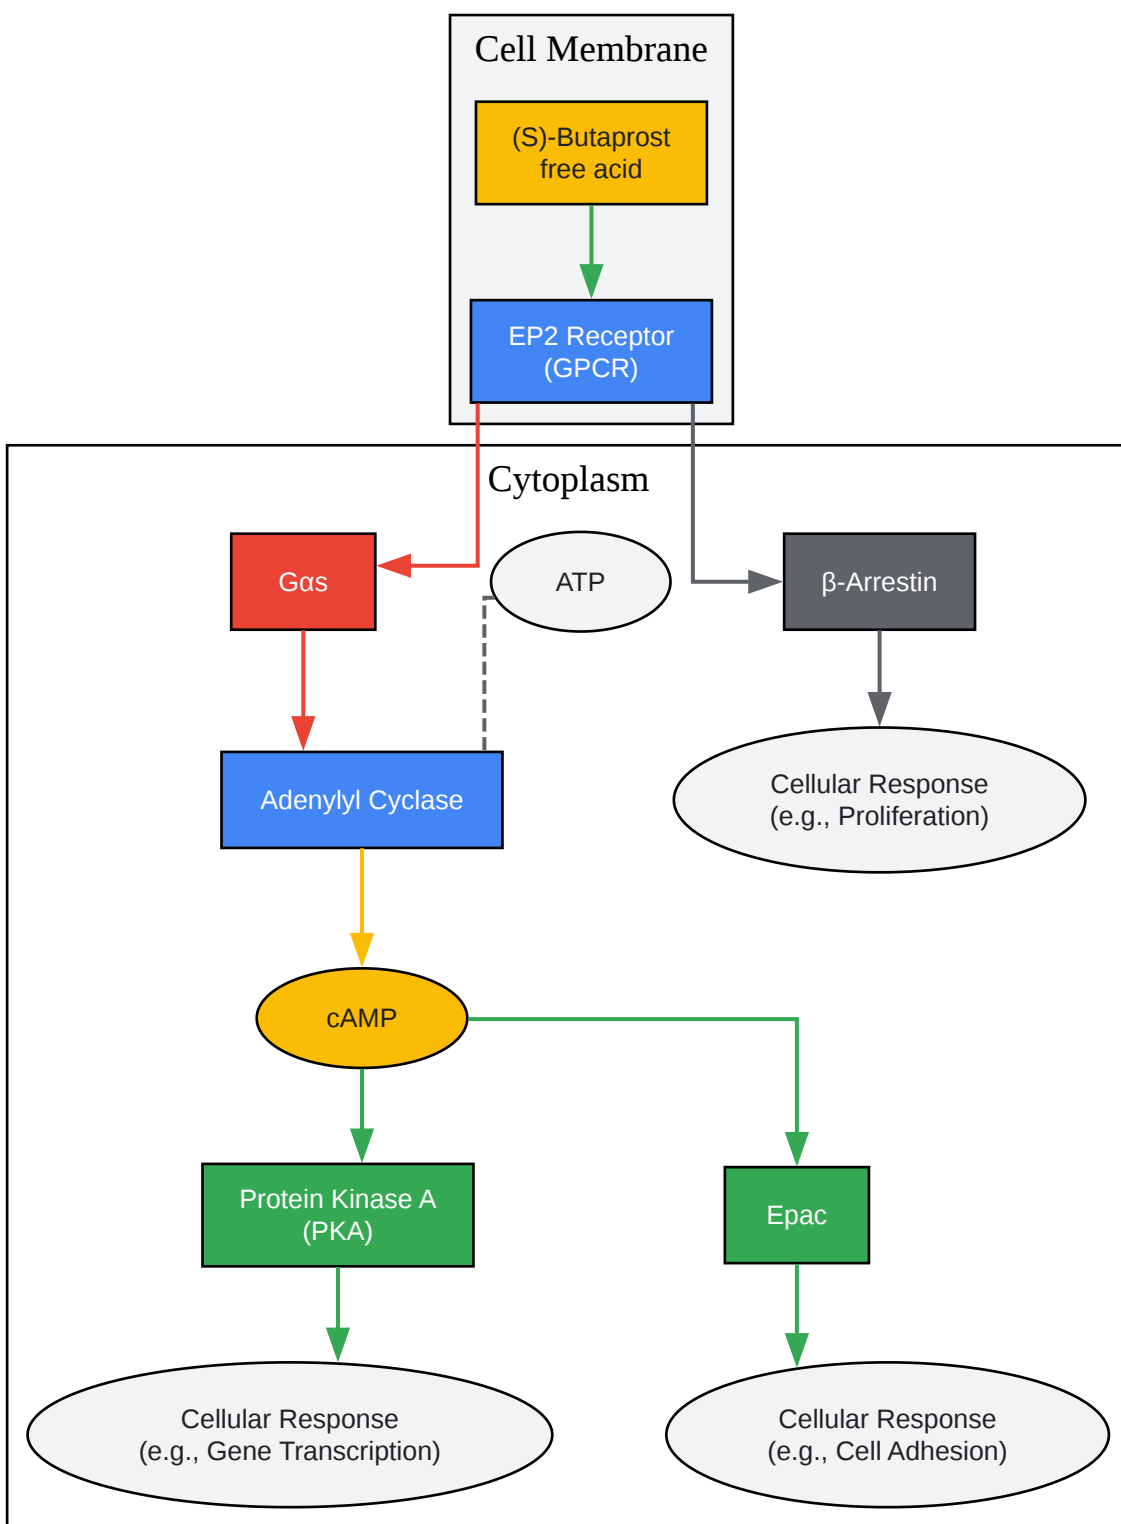 Cell Membrane
(S)-Butaprost
free acid
EP2 Receptor
(GPCR)
Cytoplasm
Gαs
ATP
β-Arrestin
Adenylyl Cyclase
Cellular Response
(e.g., Proliferation)
cAMP
Protein Kinase A
(PKA)
Epac
Cellular Response
(e.g., Gene Transcription)
Cellular Response
(e.g., Cell Adhesion)